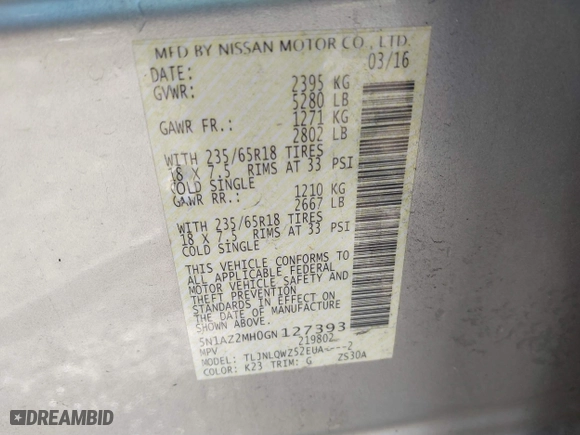 MFD BY NISSAN MOTOR CO., LTD.
DATE: 03/16
GVWR: 2395 KG
5280 LB
GAWR FR.: 1271 KG
2802 LB
WITH 235/65R18 TIRES
18 X 7.5 RIMS AT 33 PSI
COLD SINGLE
GAWR RR.: 1210 KG
2667 LB
WITH 235/65R18 TIRES
18 X 7.5 RIMS AT 33 PSI
COLD SINGLE
THIS VEHICLE CONFORMS TO
ALL APPLICABLE FEDERAL
MOTOR VEHICLE SAFETY AND
THEFT PREVENTION
STANDARDS IN EFFECT ON
THE DATE OF MANUFACTURE
SHOWN ABOVE.
5N1AZ2MH0GN127393
MPV 219802
TL3NLQWZ52EUA----2
COLOR: K23 TRIM: G ZS30A
DREAMBID